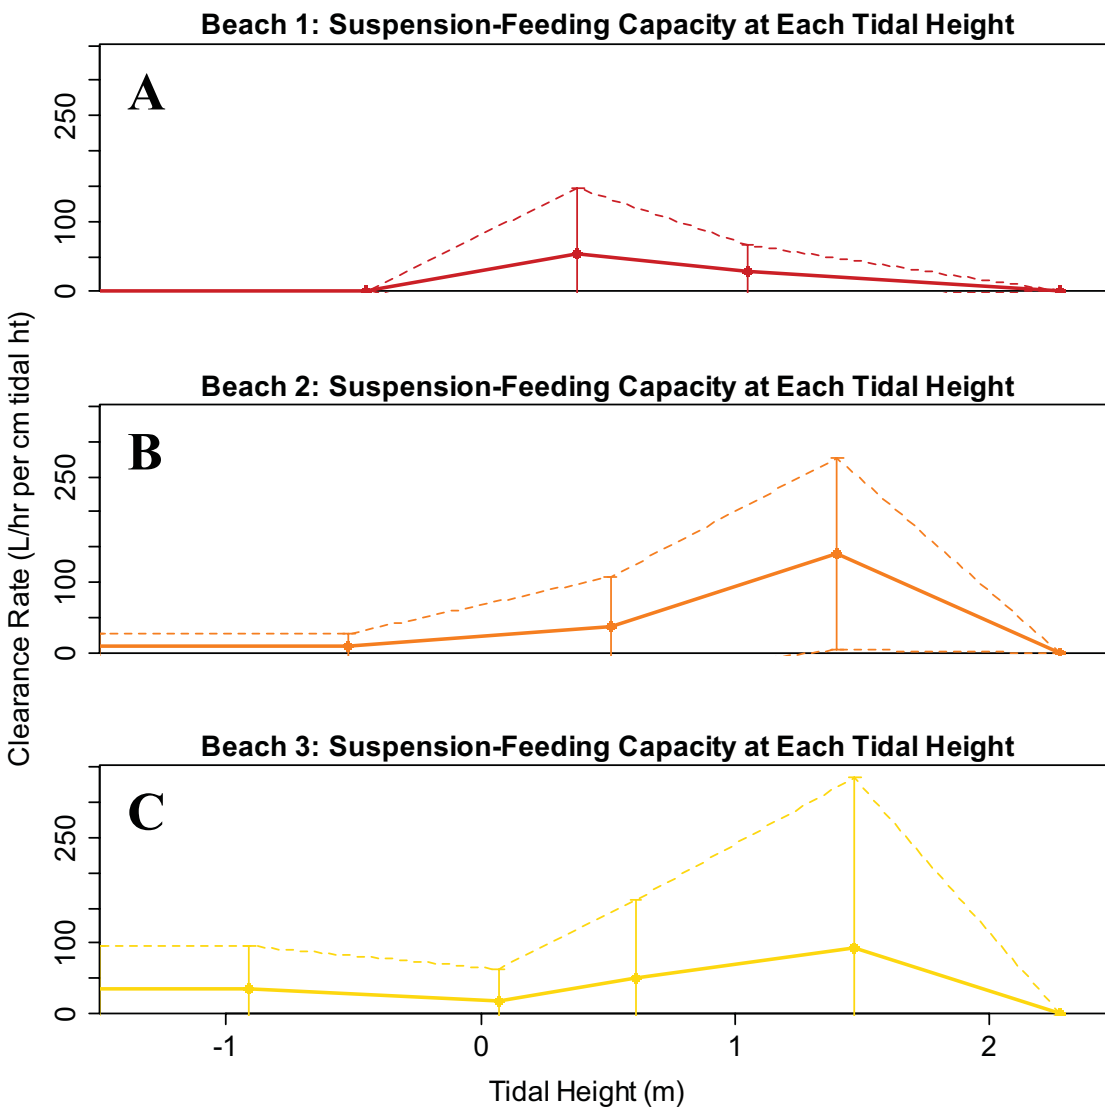 Beach 1: Suspension-Feeding Capacity at Each Tidal Height
A
250
100
0
Beach 2: Suspension-Feeding Capacity at Each Tidal Height
B
250
100
0
Clearance Rate (L/hr per cm tidal ht)
Beach 3: Suspension-Feeding Capacity at Each Tidal Height
C
250
100
0
-1 0 1 2
Tidal Height (m)